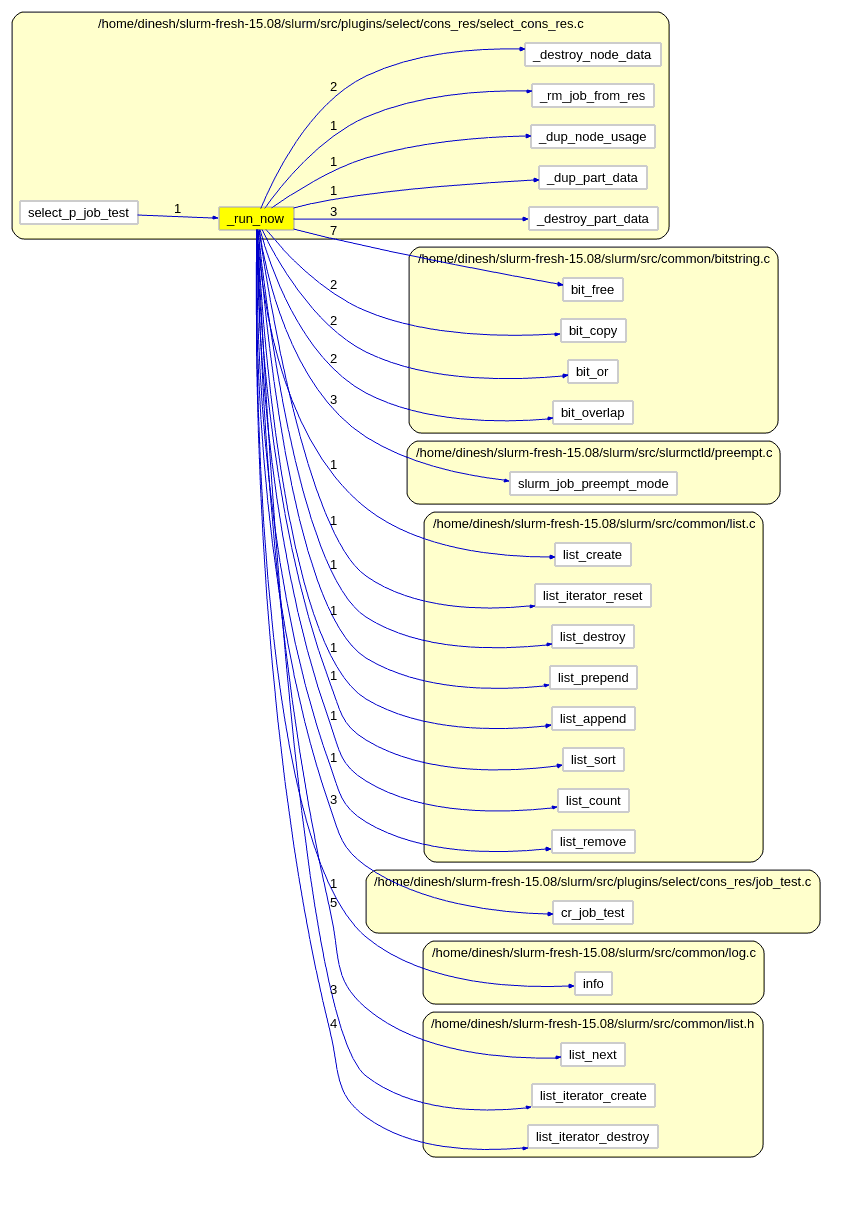 /home/dinesh/slurm-fresh-15.08/slurm/src/plugins/select/cons_res/select_cons_res.c
_destroy_node_data
2
_rm_job_from_res
1
_dup_node_usage
1
_dup_part_data
1
select_p_job_test
1
_run_now
3
_destroy_part_data
7
/home/dinesh/slurm-fresh-15.08/slurm/src/common/bitstring.c
bit_free
2
bit_copy
2
bit_or
2
bit_overlap
3
/home/dinesh/slurm-fresh-15.08/slurm/src/slurmctld/preempt.c
slurm_job_preempt_mode
1
/home/dinesh/slurm-fresh-15.08/slurm/src/common/list.c
1
list_create
1
list_iterator_reset
1
list_destroy
1
list_prepend
1
list_append
1
list_sort
1
list_count
3
list_remove
/home/dinesh/slurm-fresh-15.08/slurm/src/plugins/select/cons_res/job_test.c
1
5
cr_job_test
/home/dinesh/slurm-fresh-15.08/slurm/src/common/log.c
info
3
/home/dinesh/slurm-fresh-15.08/slurm/src/common/list.h
4
list_next
list_iterator_create
list_iterator_destroy